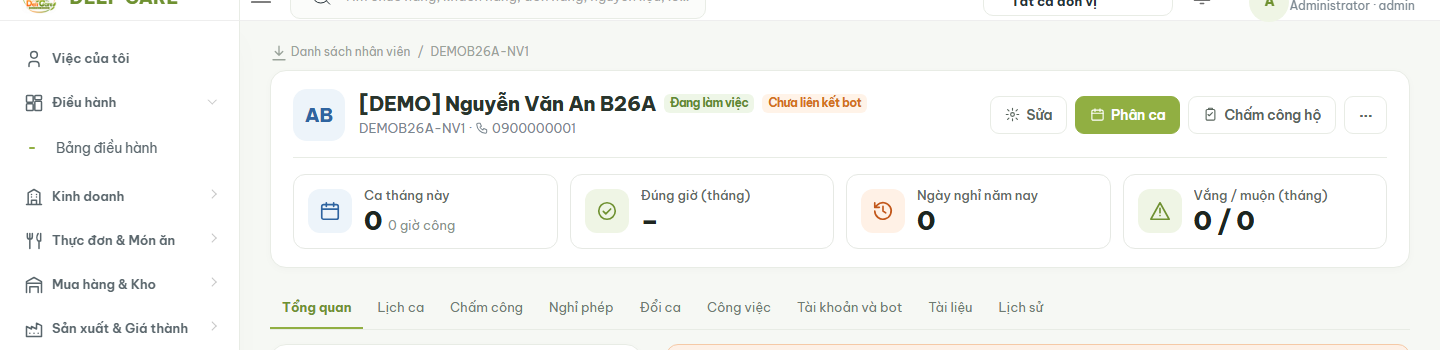 DELI CARE
Tất cả đơn vị
A
Administrator · admin
Việc của tôi
Điều hành
Bảng điều hành
Kinh doanh
Thực đơn & Món ăn
Mua hàng & Kho
Sản xuất & Giá thành
Danh sách nhân viên / DEMOB26A-NV1
AB
[DEMO] Nguyễn Văn An B26A Đang làm việc Chưa liên kết bot
DEMOB26A-NV1 · 0900000001
Sửa
Phân ca
Chấm công hộ
...
Ca tháng này
0 0 giờ công
Đúng giờ (tháng)
–
Ngày nghỉ năm nay
0
Vắng / muộn (tháng)
0 / 0
Tổng quan Lịch ca Chấm công Nghỉ phép Đổi ca Công việc Tài khoản và bot Tài liệu Lịch sử